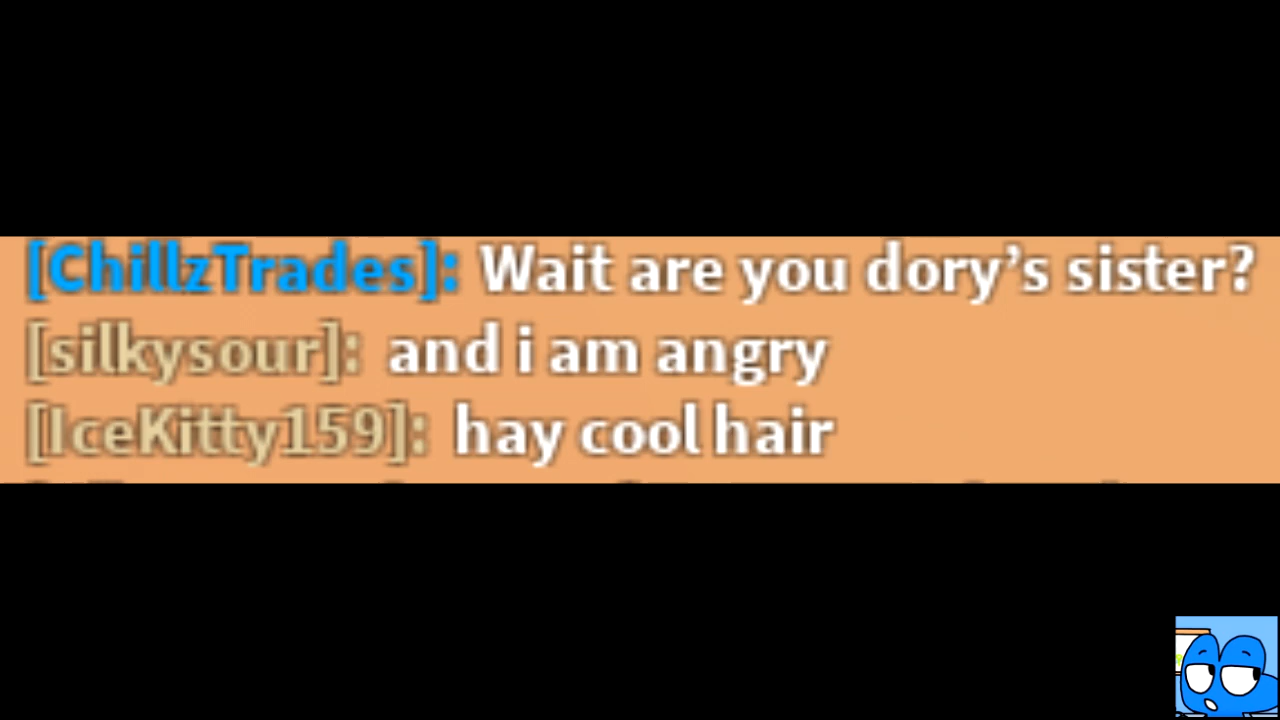 [ChillzTrades]: Wait are you dory’s sister?
[silkysour]: and i am angry
[IceKitty159]: hay cool hair